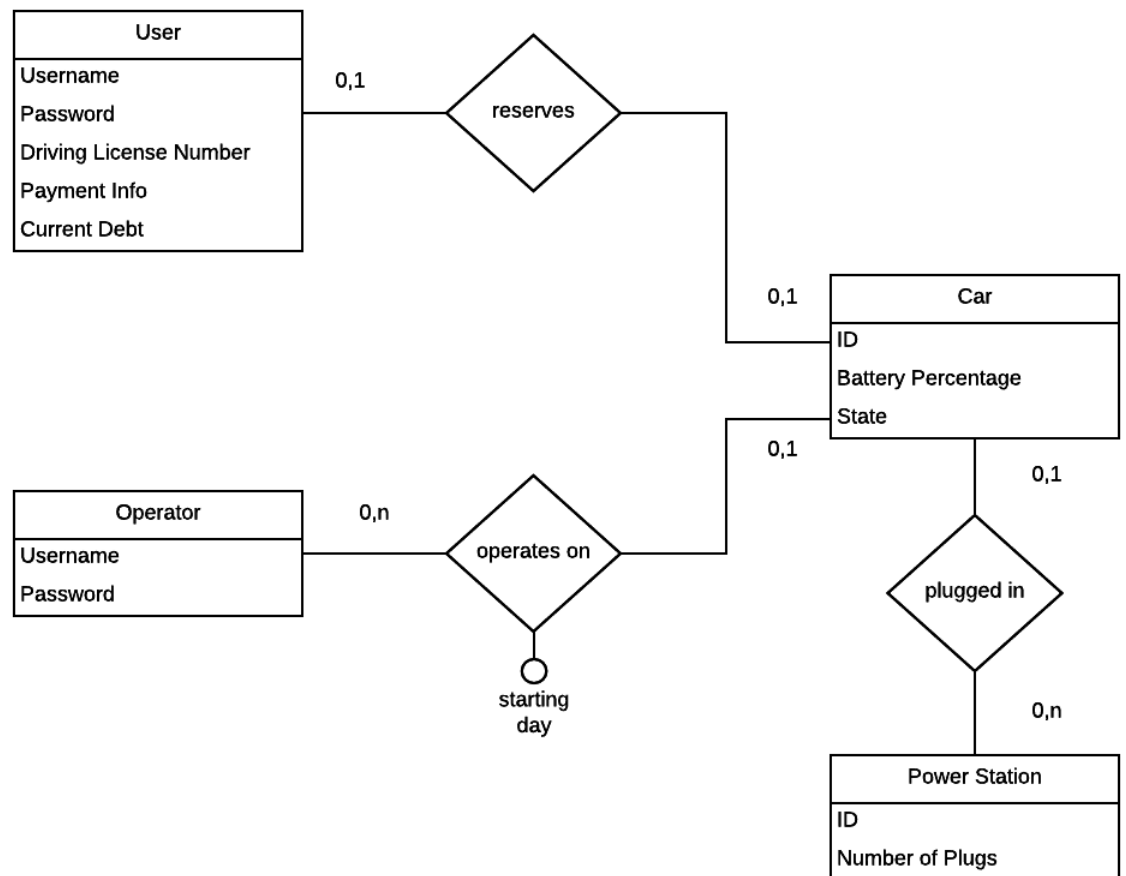 User
Username
Password
Driving License Number
Payment Info
Current Debt
0,1
reserves
0,1
Car
ID
Battery Percentage
State
0,1
0,1
Operator
Username
Password
0,n
operates on
starting
day
plugged in
0,n
Power Station
ID
Number of Plugs